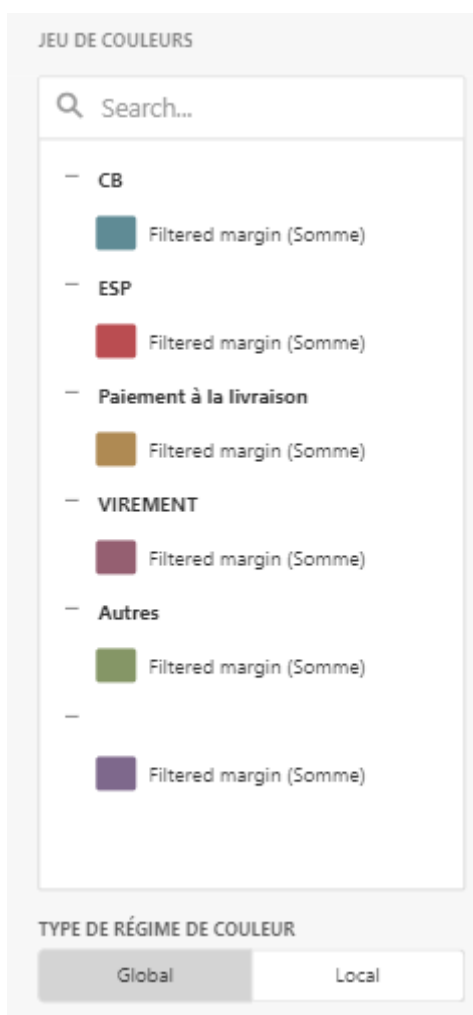 JEU DE COULEURS
Search...
CB
Filtered margin (Somme)
ESP
Filtered margin (Somme)
Paiement à la livraison
Filtered margin (Somme)
VIREMENT
Filtered margin (Somme)
Autres
Filtered margin (Somme)
Filtered margin (Somme)
TYPE DE RÉGIME DE COULEUR
Global Local